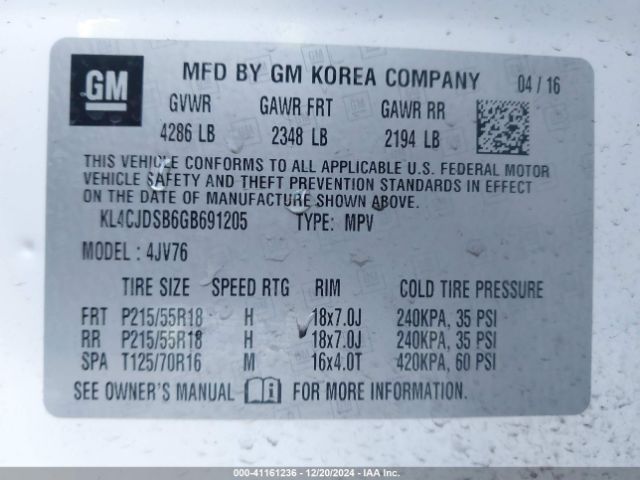 GM
MFD BY GM KOREA COMPANY
04 / 16
GVWR GAWR FRT GAWR RR
4286 LB 2348 LB 2194 LB
THIS VEHICLE CONFORMS TO ALL APPLICABLE U.S. FEDERAL MOTOR
VEHICLE SAFETY AND THEFT PREVENTION STANDARDS IN EFFECT
ON THE DATE OF MANUFACTURE SHOWN ABOVE.
KL4CJDSB6GB691205 TYPE: MPV
MODEL : 4JV76
TIRE SIZE SPEED RTG RIM COLD TIRE PRESSURE
FRT P215/55R18 H 18x7.0J 240KPA, 35 PSI
RR P215/55R18 H 18x7.0J 240KPA, 35 PSI
SPA T125/70R16 M 16x4.0T 420KPA, 60 PSI
SEE OWNER'S MANUAL FOR MORE INFORMATION.
000-41161236 - 12/20/2024 - IAA Inc.